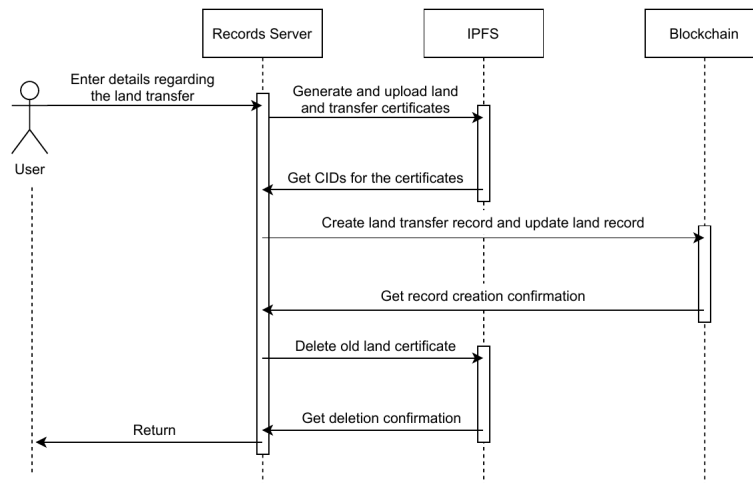 Records Server
IPFS
Blockchain
Enter details regarding
the land transfer
Generate and upload land
and transfer certificates
User
Get CIDs for the certificates
Create land transfer record and update land record
Get record creation confirmation
Delete old land certificate
Get deletion confirmation
Return